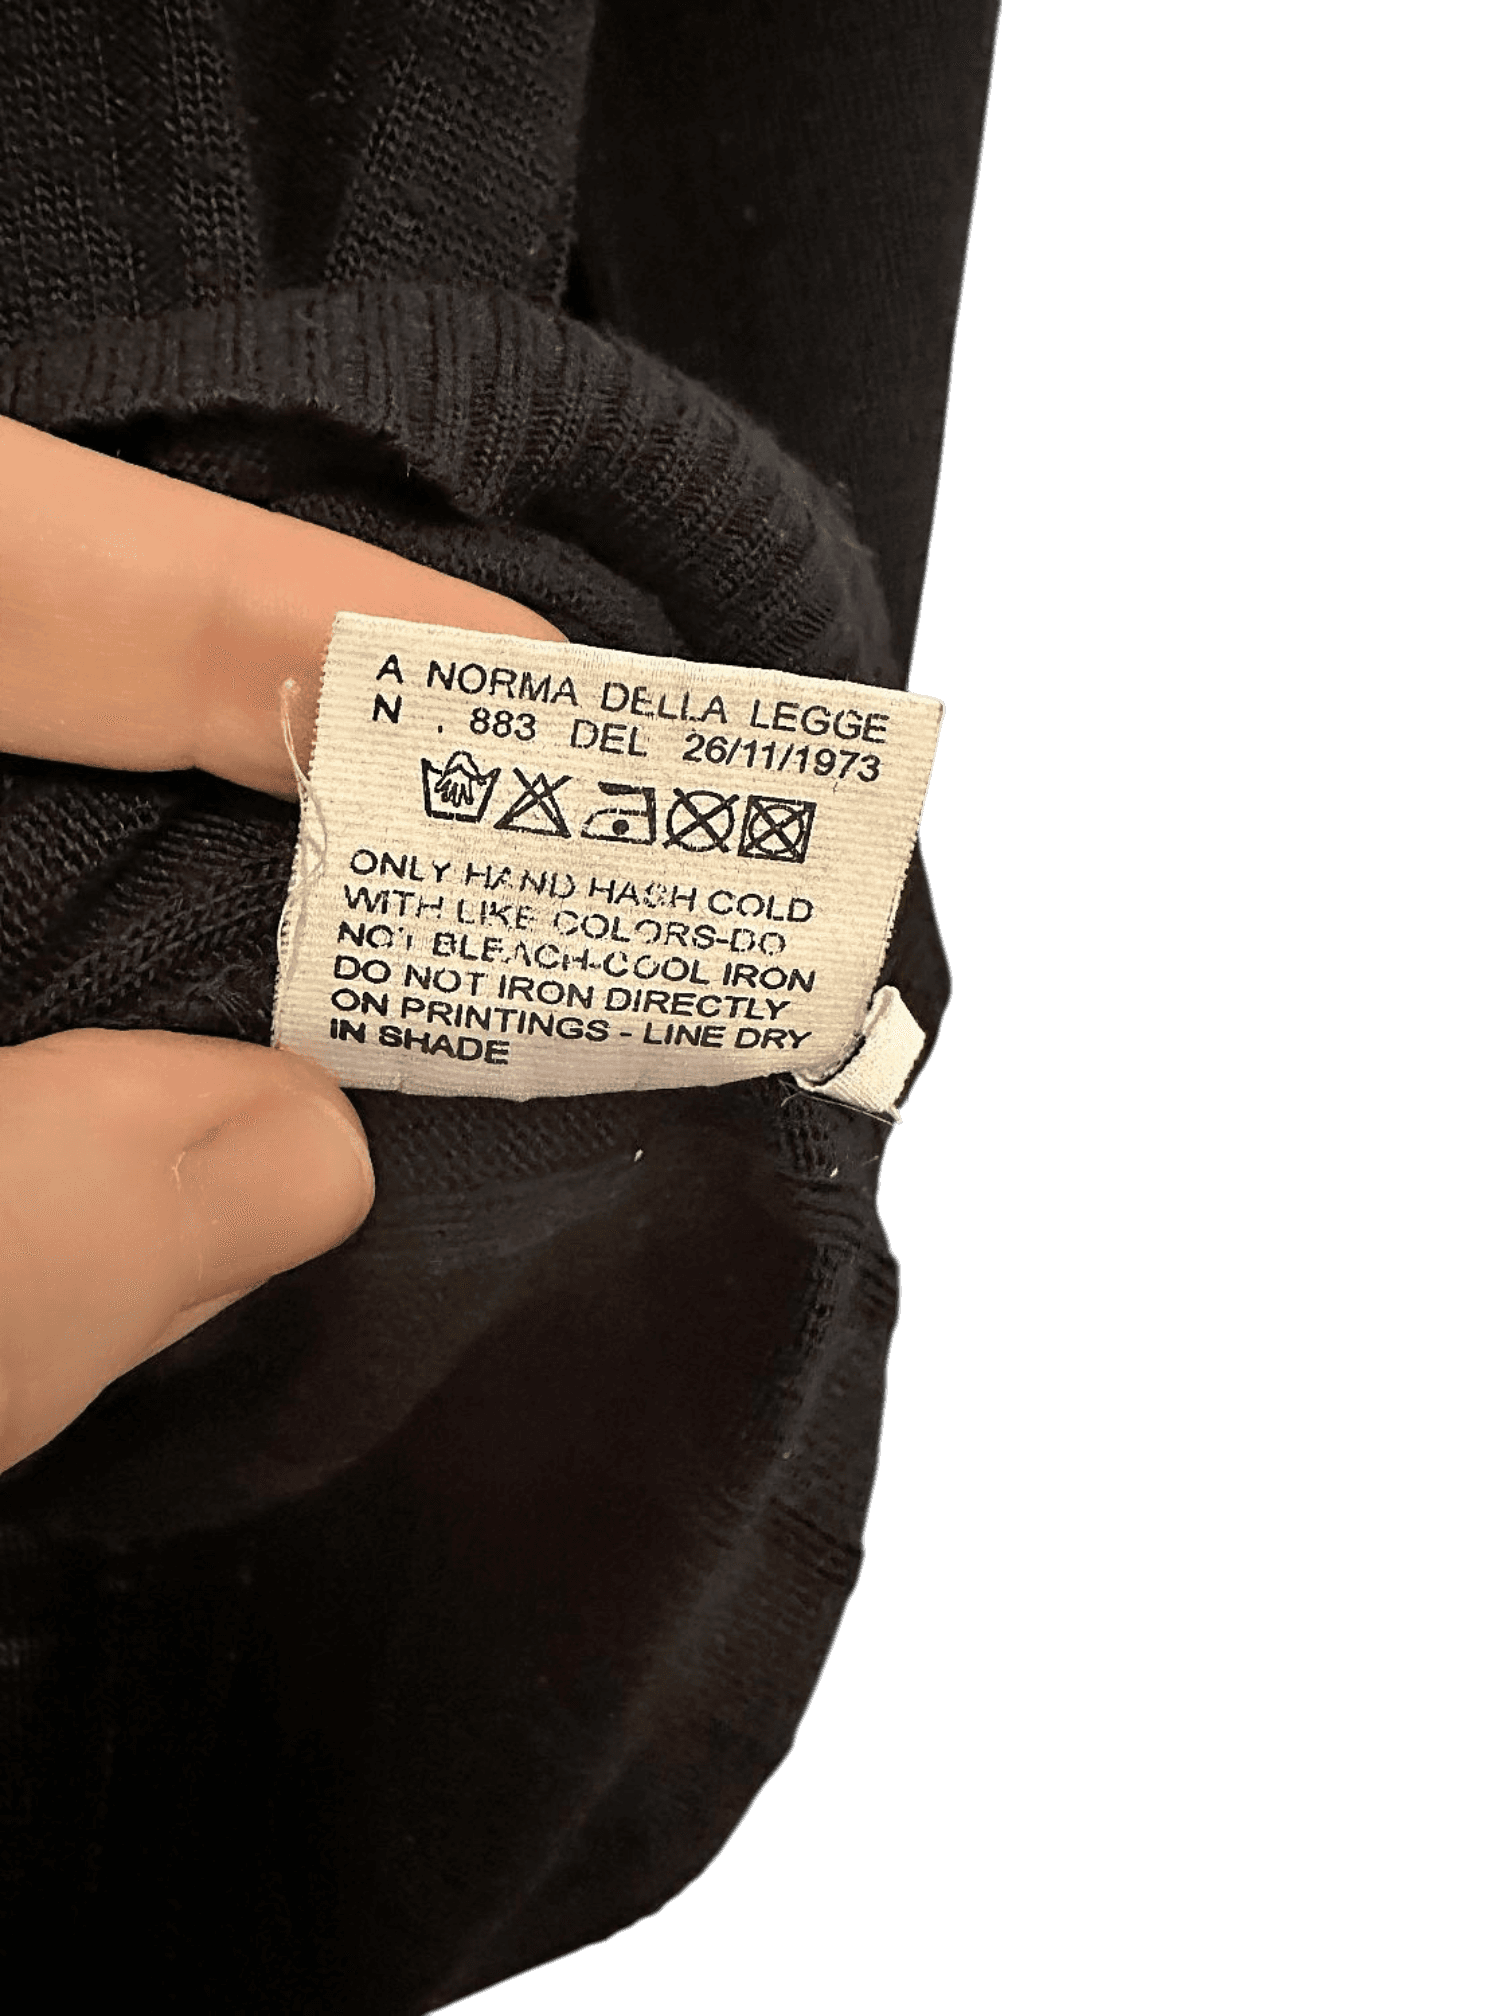 A NORMA DELLA LEGGE
N . 883 DEL 26/11/1973
ONLY HAND HASH COLD
WITH LIKE COLORS-DO
NOT BLEACH-COOL IRON
DO NOT IRON DIRECTLY
ON PRINTINGS - LINE DRY
IN SHADE